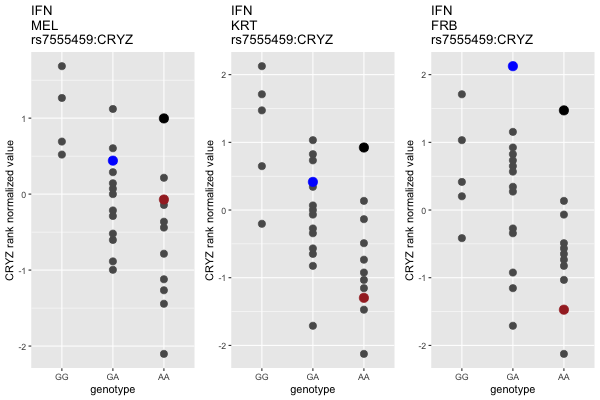 IFN
MEL
rs7555459:CRYZ
CRYZ rank normalized value
1
0
-1
-2
GG
GA
AA
genotype
IFN
KRT
rs7555459:CRYZ
CRYZ rank normalized value
2
1
0
-1
-2
GG
GA
AA
genotype
IFN
FRB
rs7555459:CRYZ
CRYZ rank normalized value
2
1
0
-1
-2
GG
GA
AA
genotype